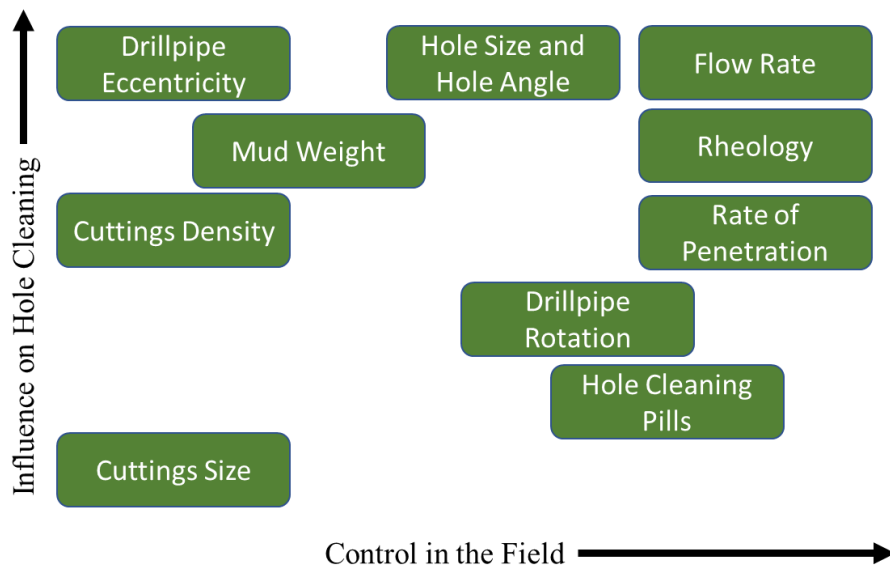 Influence on Hole Cleaning
Drillpipe
Eccentricity
Hole Size and
Hole Angle
Flow Rate
Mud Weight
Rheology
Cuttings Density
Rate of
Penetration
Drillpipe
Rotation
Hole Cleaning
Pills
Cuttings Size
Control in the Field